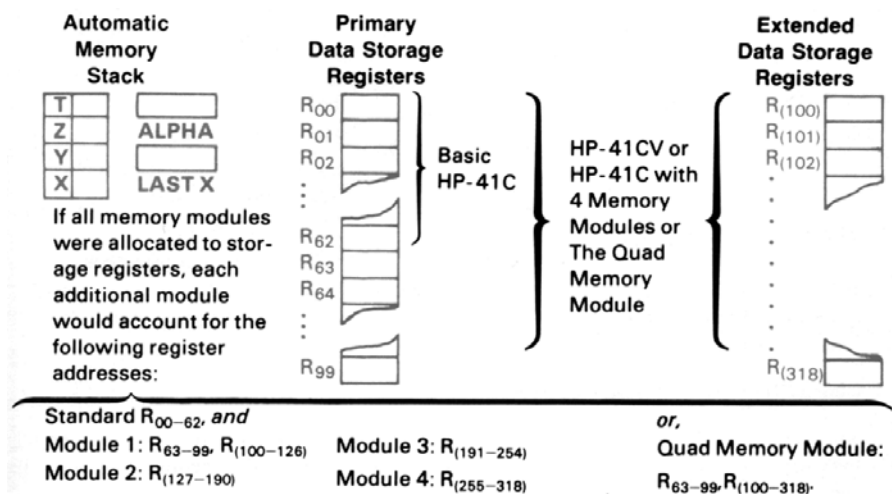 Automatic
Memory
Stack
T
Z
Y
X
ALPHA
LAST X
If all memory modules
were allocated to stor-
age registers, each
additional module
would account for the
following register
addresses:
Primary
Data Storage
Registers
R00
R01
R02
R62
R63
R64
R99
Basic
HP-41C
HP-41CV or
HP-41C with
4 Memory
Modules or
The Quad
Memory
Module
Extended
Data Storage
Registers
R(100)
R(101)
R(102)
R(318)
Standard R00–62, and
Module 1: R63–99, R(100–126)
Module 2: R(127–190)
Module 3: R(191–254)
Module 4: R(255–318)
or,
Quad Memory Module:
R63–99,R(100–318).